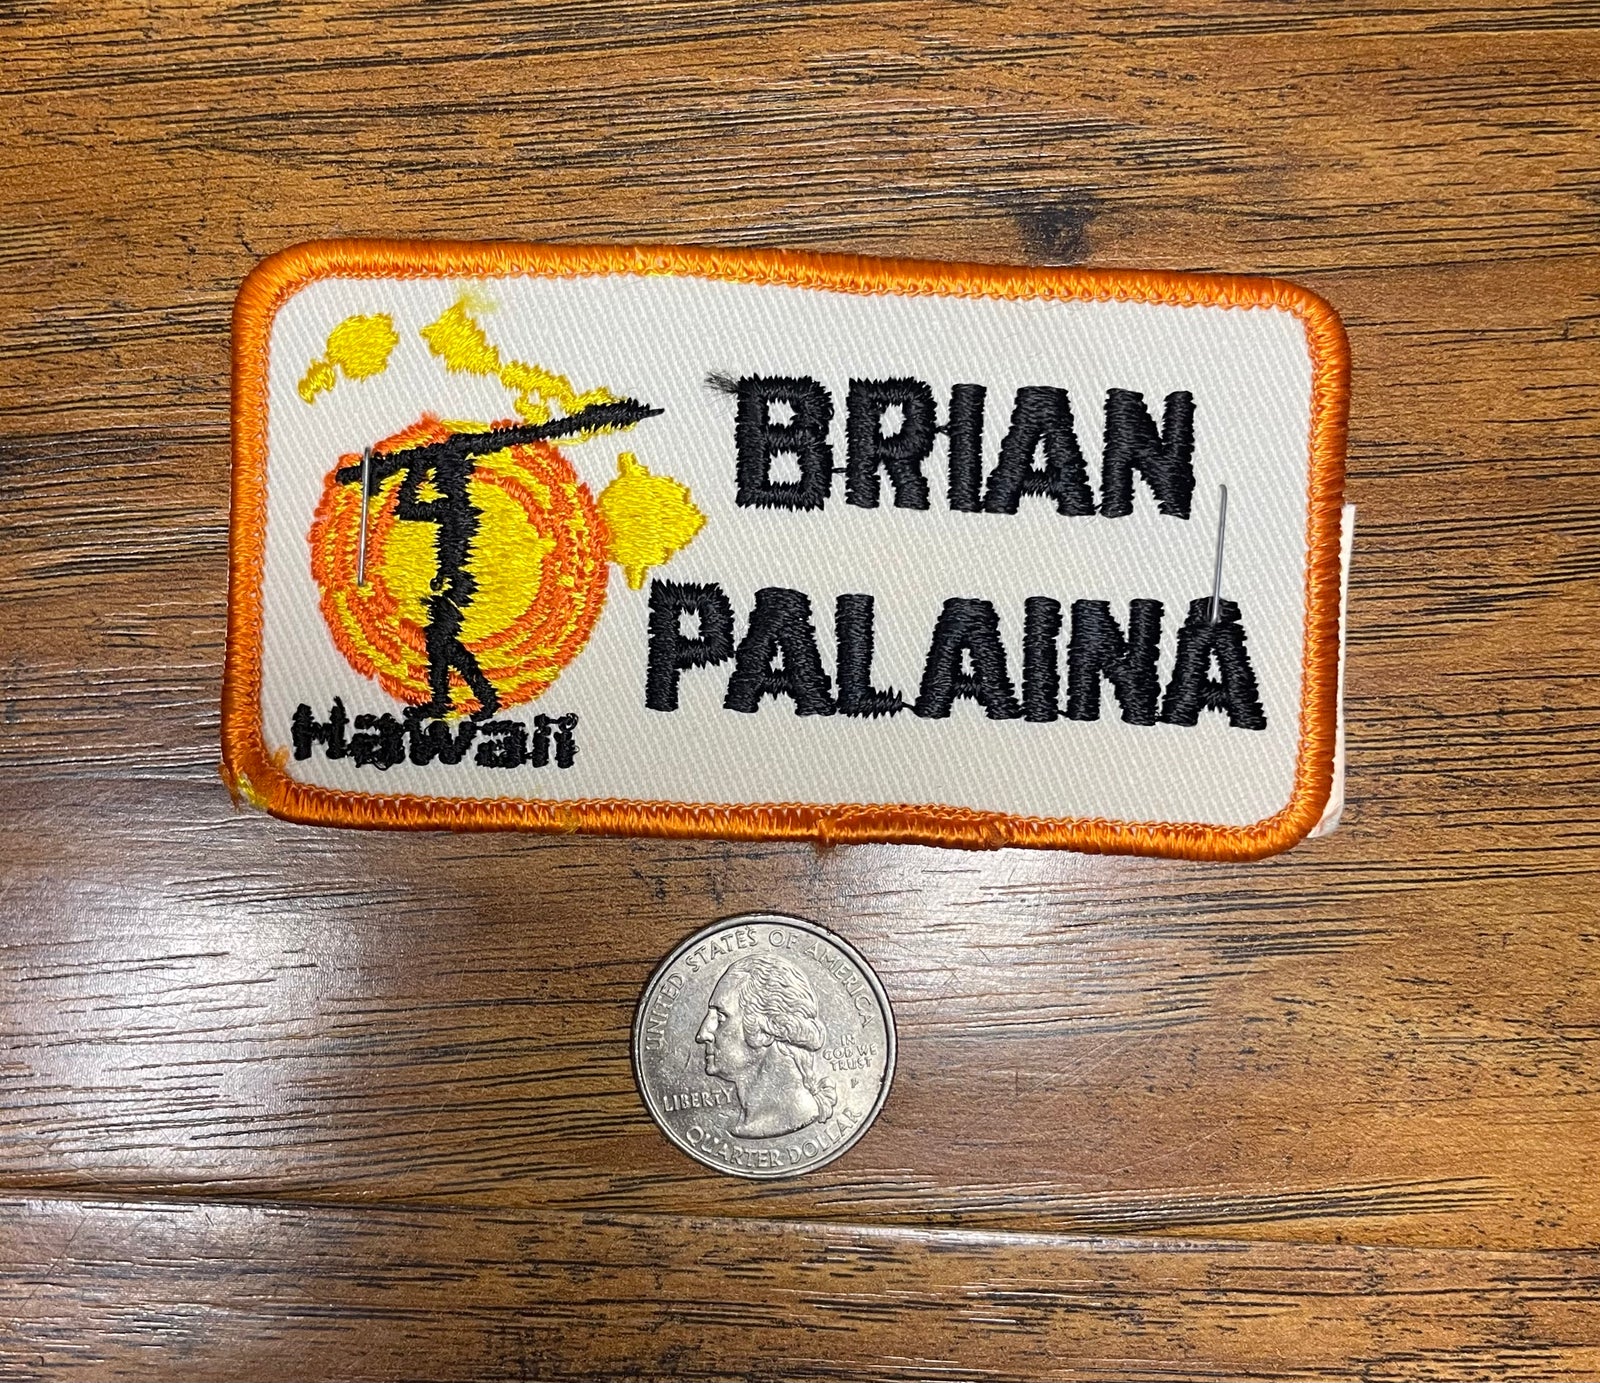 BRIAN
PALAINA
Hawaii
UNITED STATES OF AMERICA
IN
GOD WE
TRUST
P
LIBERTY
QUARTER DOLLAR